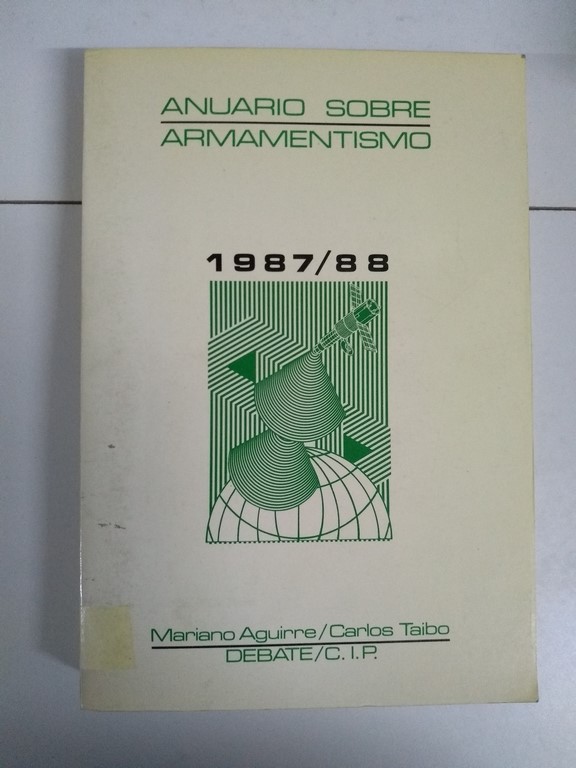 ANUARIO SOBRE
ARMAMENTISMO
1987/88
Mariano Aguirre/Carlos Taibo
DEBATE/C.I.P.